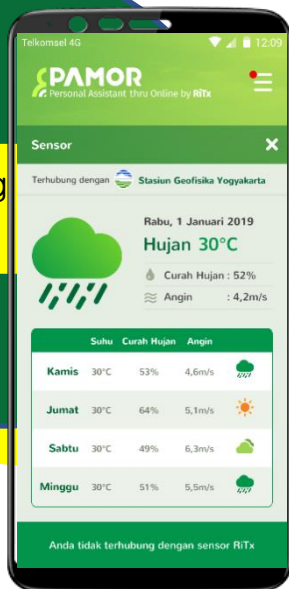 Telkomsel 4G 12:09
PAMOR
Personal Assistant thru Online by RiTx
Sensor
Terhubung dengan Stasiun Geofisika Yogyakarta
Rabu, 1 Januari 2019
Hujan 30°C
Curah Hujan : 52%
Angin : 4,2m/s
Suhu Curah Hujan Angin
Kamis 30°C 53% 4,6m/s
Jumat 30°C 64% 5,1m/s
Sabtu 30°C 49% 6,3m/s
Minggu 30°C 51% 5,5m/s
Anda tidak terhubung dengan sensor RiTx